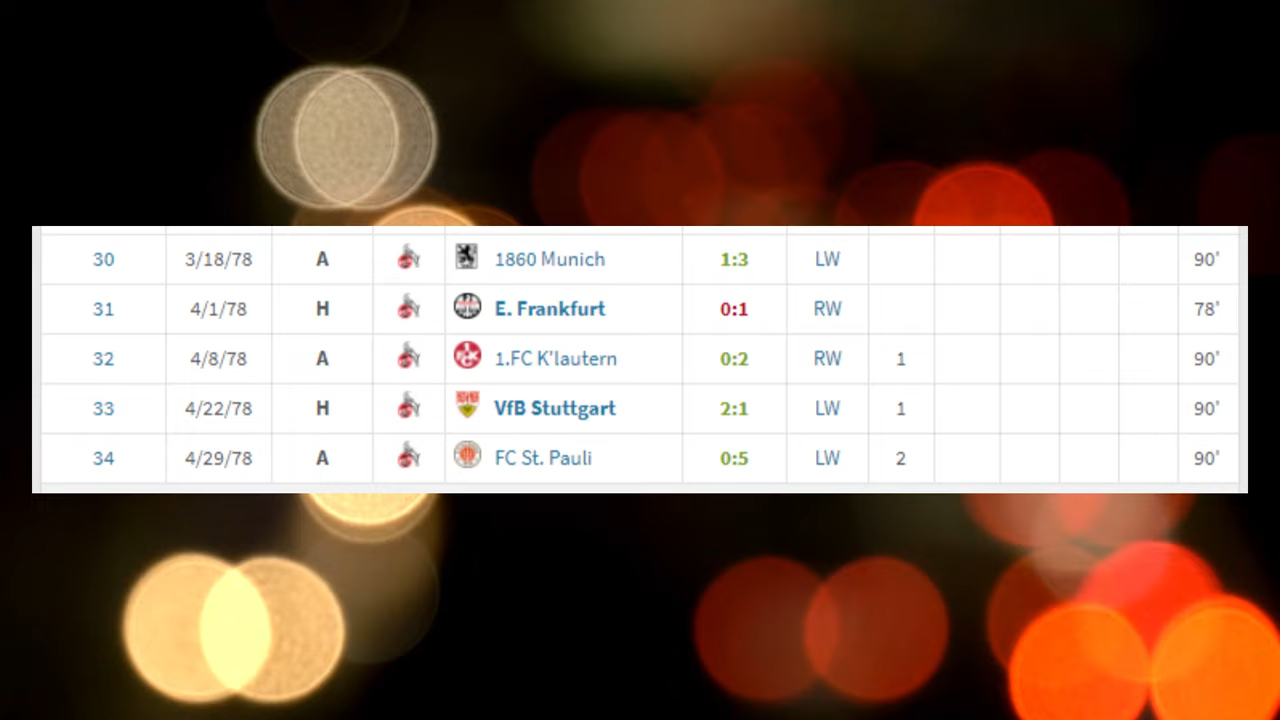 30 3/18/78 A 1860 Munich 1:3 LW 90'
31 4/1/78 H E. Frankfurt 0:1 RW 78'
32 4/8/78 A 1.FC K'lautern 0:2 RW 1 90'
33 4/22/78 H VfB Stuttgart 2:1 LW 1 90'
34 4/29/78 A FC St. Pauli 0:5 LW 2 90'